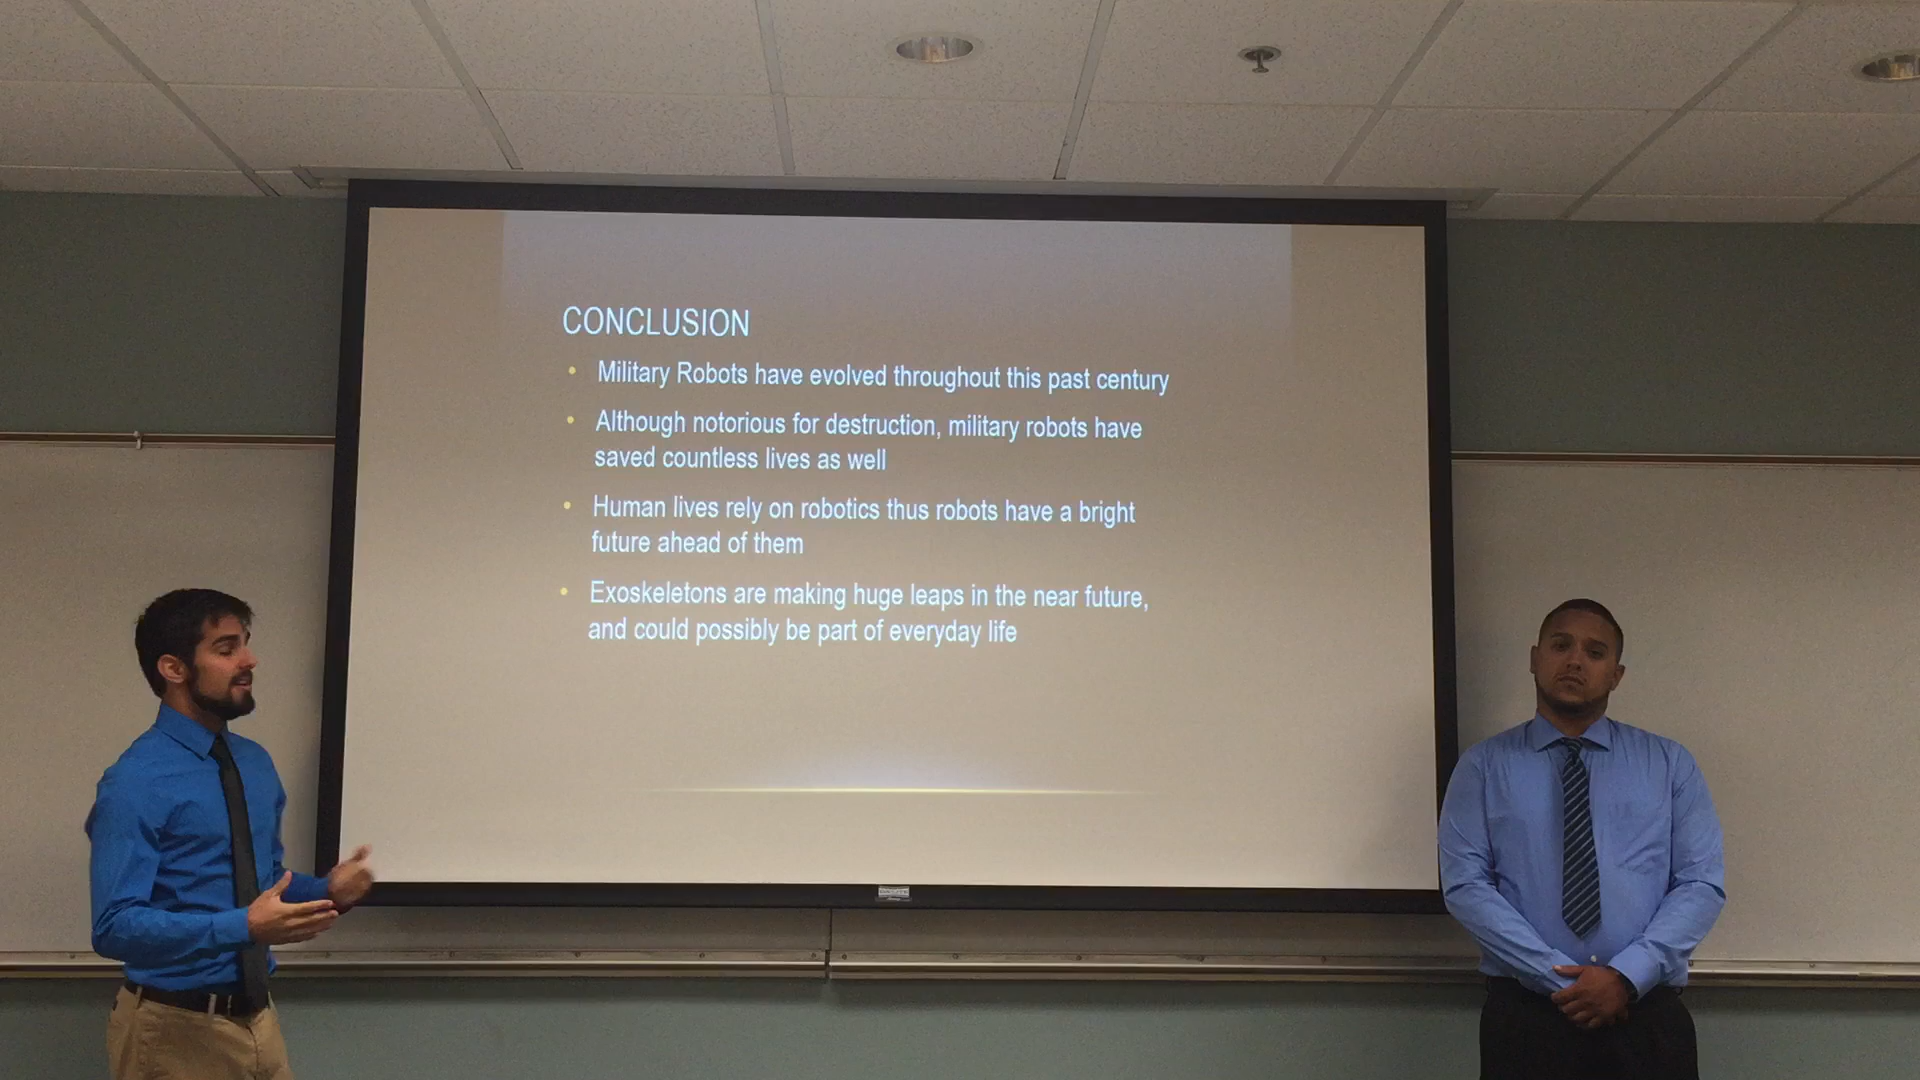 CONCLUSION
• Military Robots have evolved throughout this past century
• Although notorious for destruction, military robots have
saved countless lives as well
• Human lives rely on robotics thus robots have a bright
future ahead of them
• Exoskeletons are making huge leaps in the near future,
and could possibly be part of everyday life